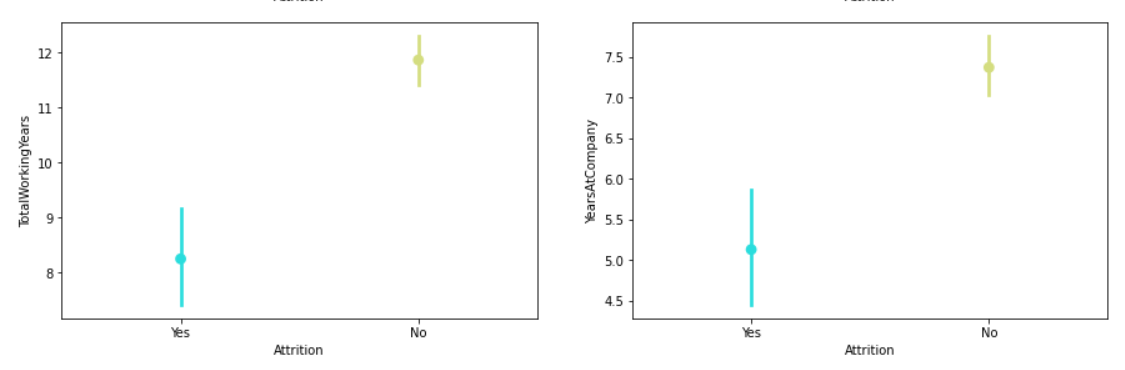 Attrition
Attrition
12
11
10
9
8
TotalWorkingYears
Yes
No
Attrition
7.5
7.0
6.5
6.0
5.5
5.0
4.5
YearsAtCompany
Yes
No
Attrition